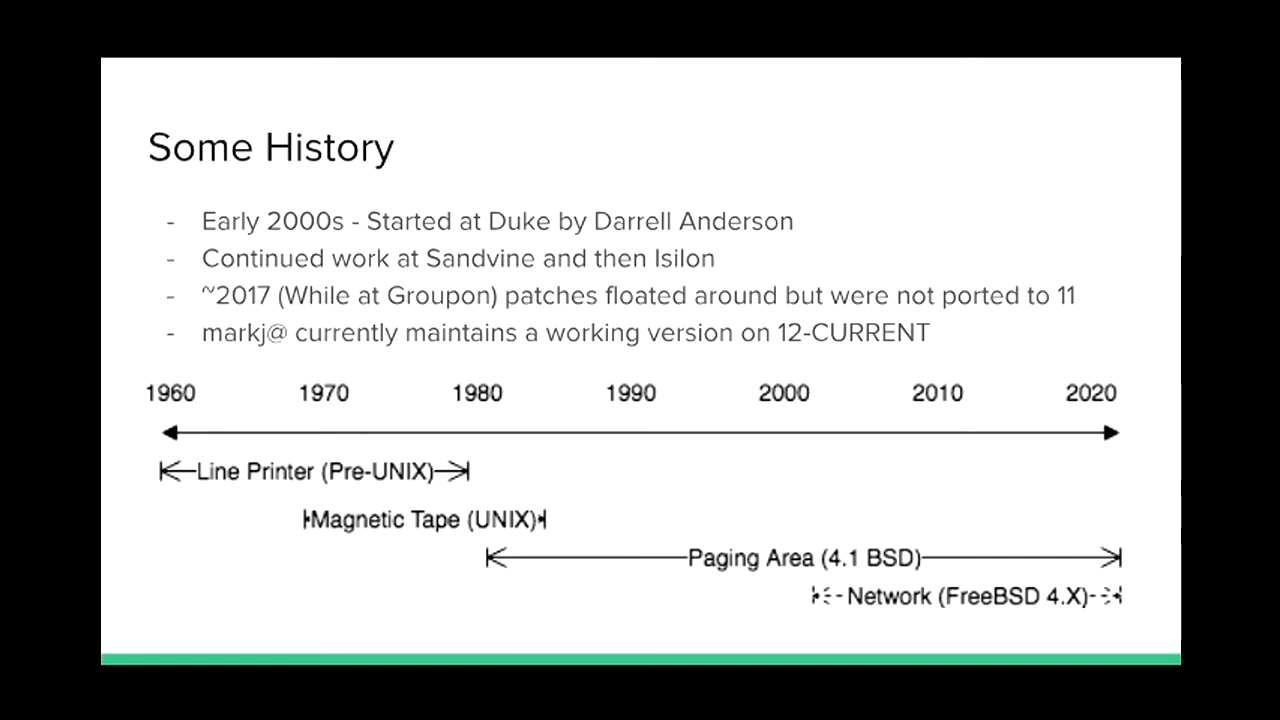 Some History
- Early 2000s - Started at Duke by Darrell Anderson
- Continued work at Sandvine and then Isilon
- ~2017 (While at Groupon) patches floated around but were not ported to 11
- markj@ currently maintains a working version on 12-CURRENT
1960 1970 1980 1990 2000 2010 2020
Line Printer (Pre-UNIX)
Magnetic Tape (UNIX)
Paging Area (4.1 BSD)
Network (FreeBSD 4.X)